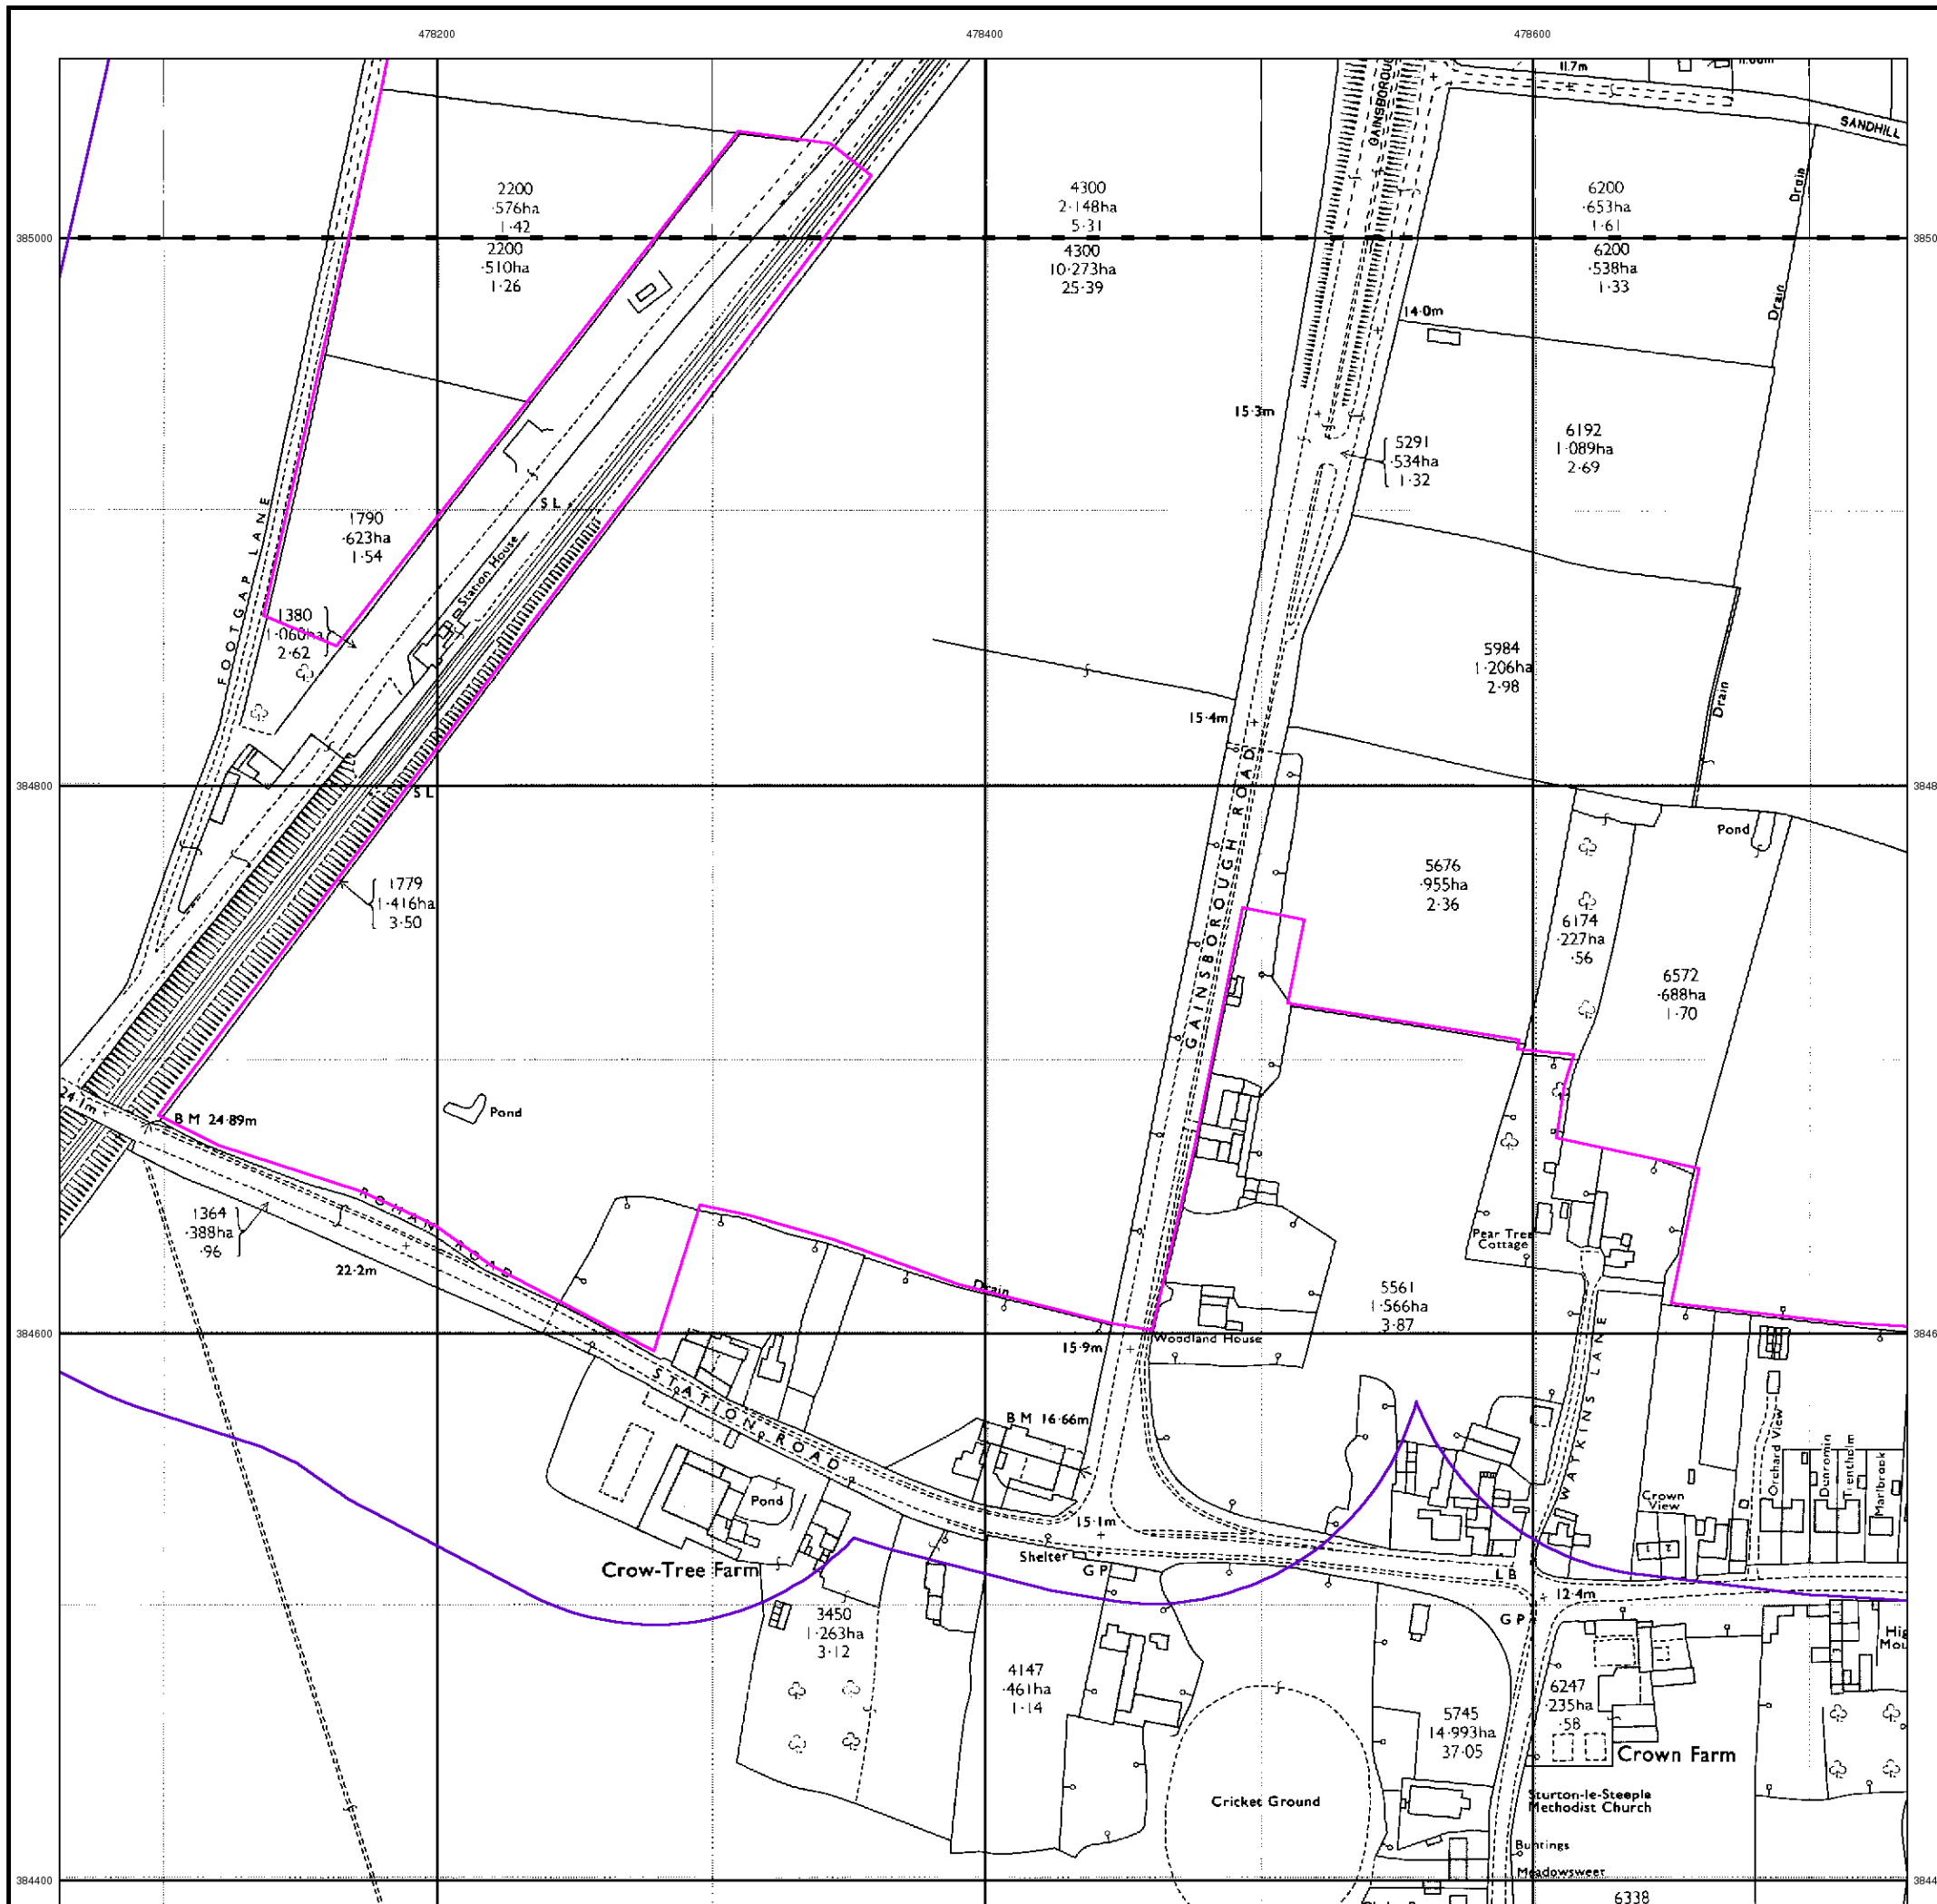 478200
478400
478600
11.7m
GAINSBOROUGH
SANDHILL
Drain
2200
·576ha
1·42
4300
2·148ha
5·31
6200
·653ha
1·61
385000
2200
·510ha
1·26
4300
10·273ha
25·39
6200
·538ha
1·33
Drain
14·0m
15·3m
5291
·534ha
1·32
6192
1·089ha
2·69
FOOTGAP LANE
S L
1790
·623ha
1·54
Station House
1380
1·060ha
2·62
5984
1·206ha
2·98
Drain
15·4m
384800
S L
GAINSBOROUGH ROAD
Pond
1779
1·416ha
3·50
5676
·955ha
2·36
6174
·227ha
·56
6572
·688ha
1·70
24·1m
B M 24·89m
Pond
ROMAN ROAD
1364
·388ha
·96
22·2m
Pear Tree
Cottage
Drain
5561
1·566ha
3·87
384600
Woodland House
15·9m
WATKINS LANE
STATION ROAD
B M 16·66m
Orchard View
Dunromin
Trentholm
Marlbrook
Crown
View
Pond
15·1m
Shelter
G P
L B
12·4m
Crow-Tree Farm
G P
3450
1·263ha
3·12
4147
·461ha
1·14
5745
14·993ha
37·05
6247
·235ha
·58
Crown Farm
Cricket Ground
Sturton-le-Steeple
Methodist Church
Buntings
Meadowsweet
384400
6338